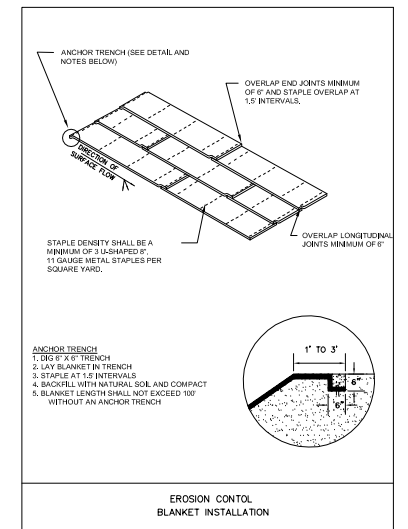 ANCHOR TRENCH (SEE DETAIL AND
NOTES BELOW)
OVERLAP END JOINTS MINIMUM
OF 6" AND STAPLE OVERLAP AT
1.5' INTERVALS.
DIRECTION OF
SURFACE FLOW
STAPLE DENSITY SHALL BE A
MINIMUM OF 3 U-SHAPED 8",
11 GAUGE METAL STAPLES PER
SQUARE YARD.
OVERLAP LONGITUDINAL
JOINTS MINIMUM OF 6"
ANCHOR TRENCH
1. DIG 6" X 6" TRENCH
2. LAY BLANKET IN TRENCH
3. STAPLE AT 1.5' INTERVALS
4. BACKFILL WITH NATURAL SOIL AND COMPACT
5. BLANKET LENGTH SHALL NOT EXCEED 100'
WITHOUT AN ANCHOR TRENCH
1' TO 3'
6"
6"
EROSION CONTOL
BLANKET INSTALLATION